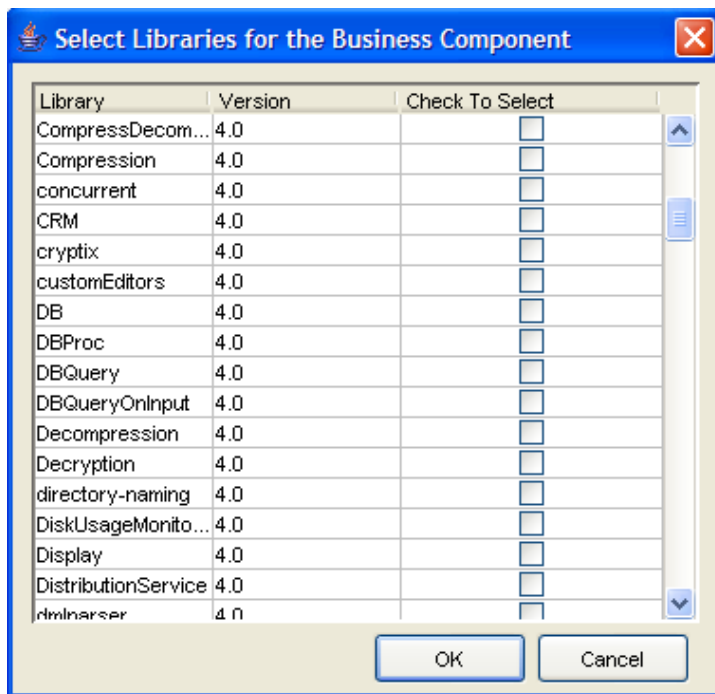 Select Libraries for the Business Component
Library Version Check To Select
CompressDecom... 4.0
Compression 4.0
concurrent 4.0
CRM 4.0
cryptix 4.0
customEditors 4.0
DB 4.0
DBProc 4.0
DBQuery 4.0
DBQueryOnInput 4.0
Decompression 4.0
Decryption 4.0
directory-naming 4.0
DiskUsageMonito... 4.0
Display 4.0
DistributionService 4.0
dmlparser 4.0
OK Cancel